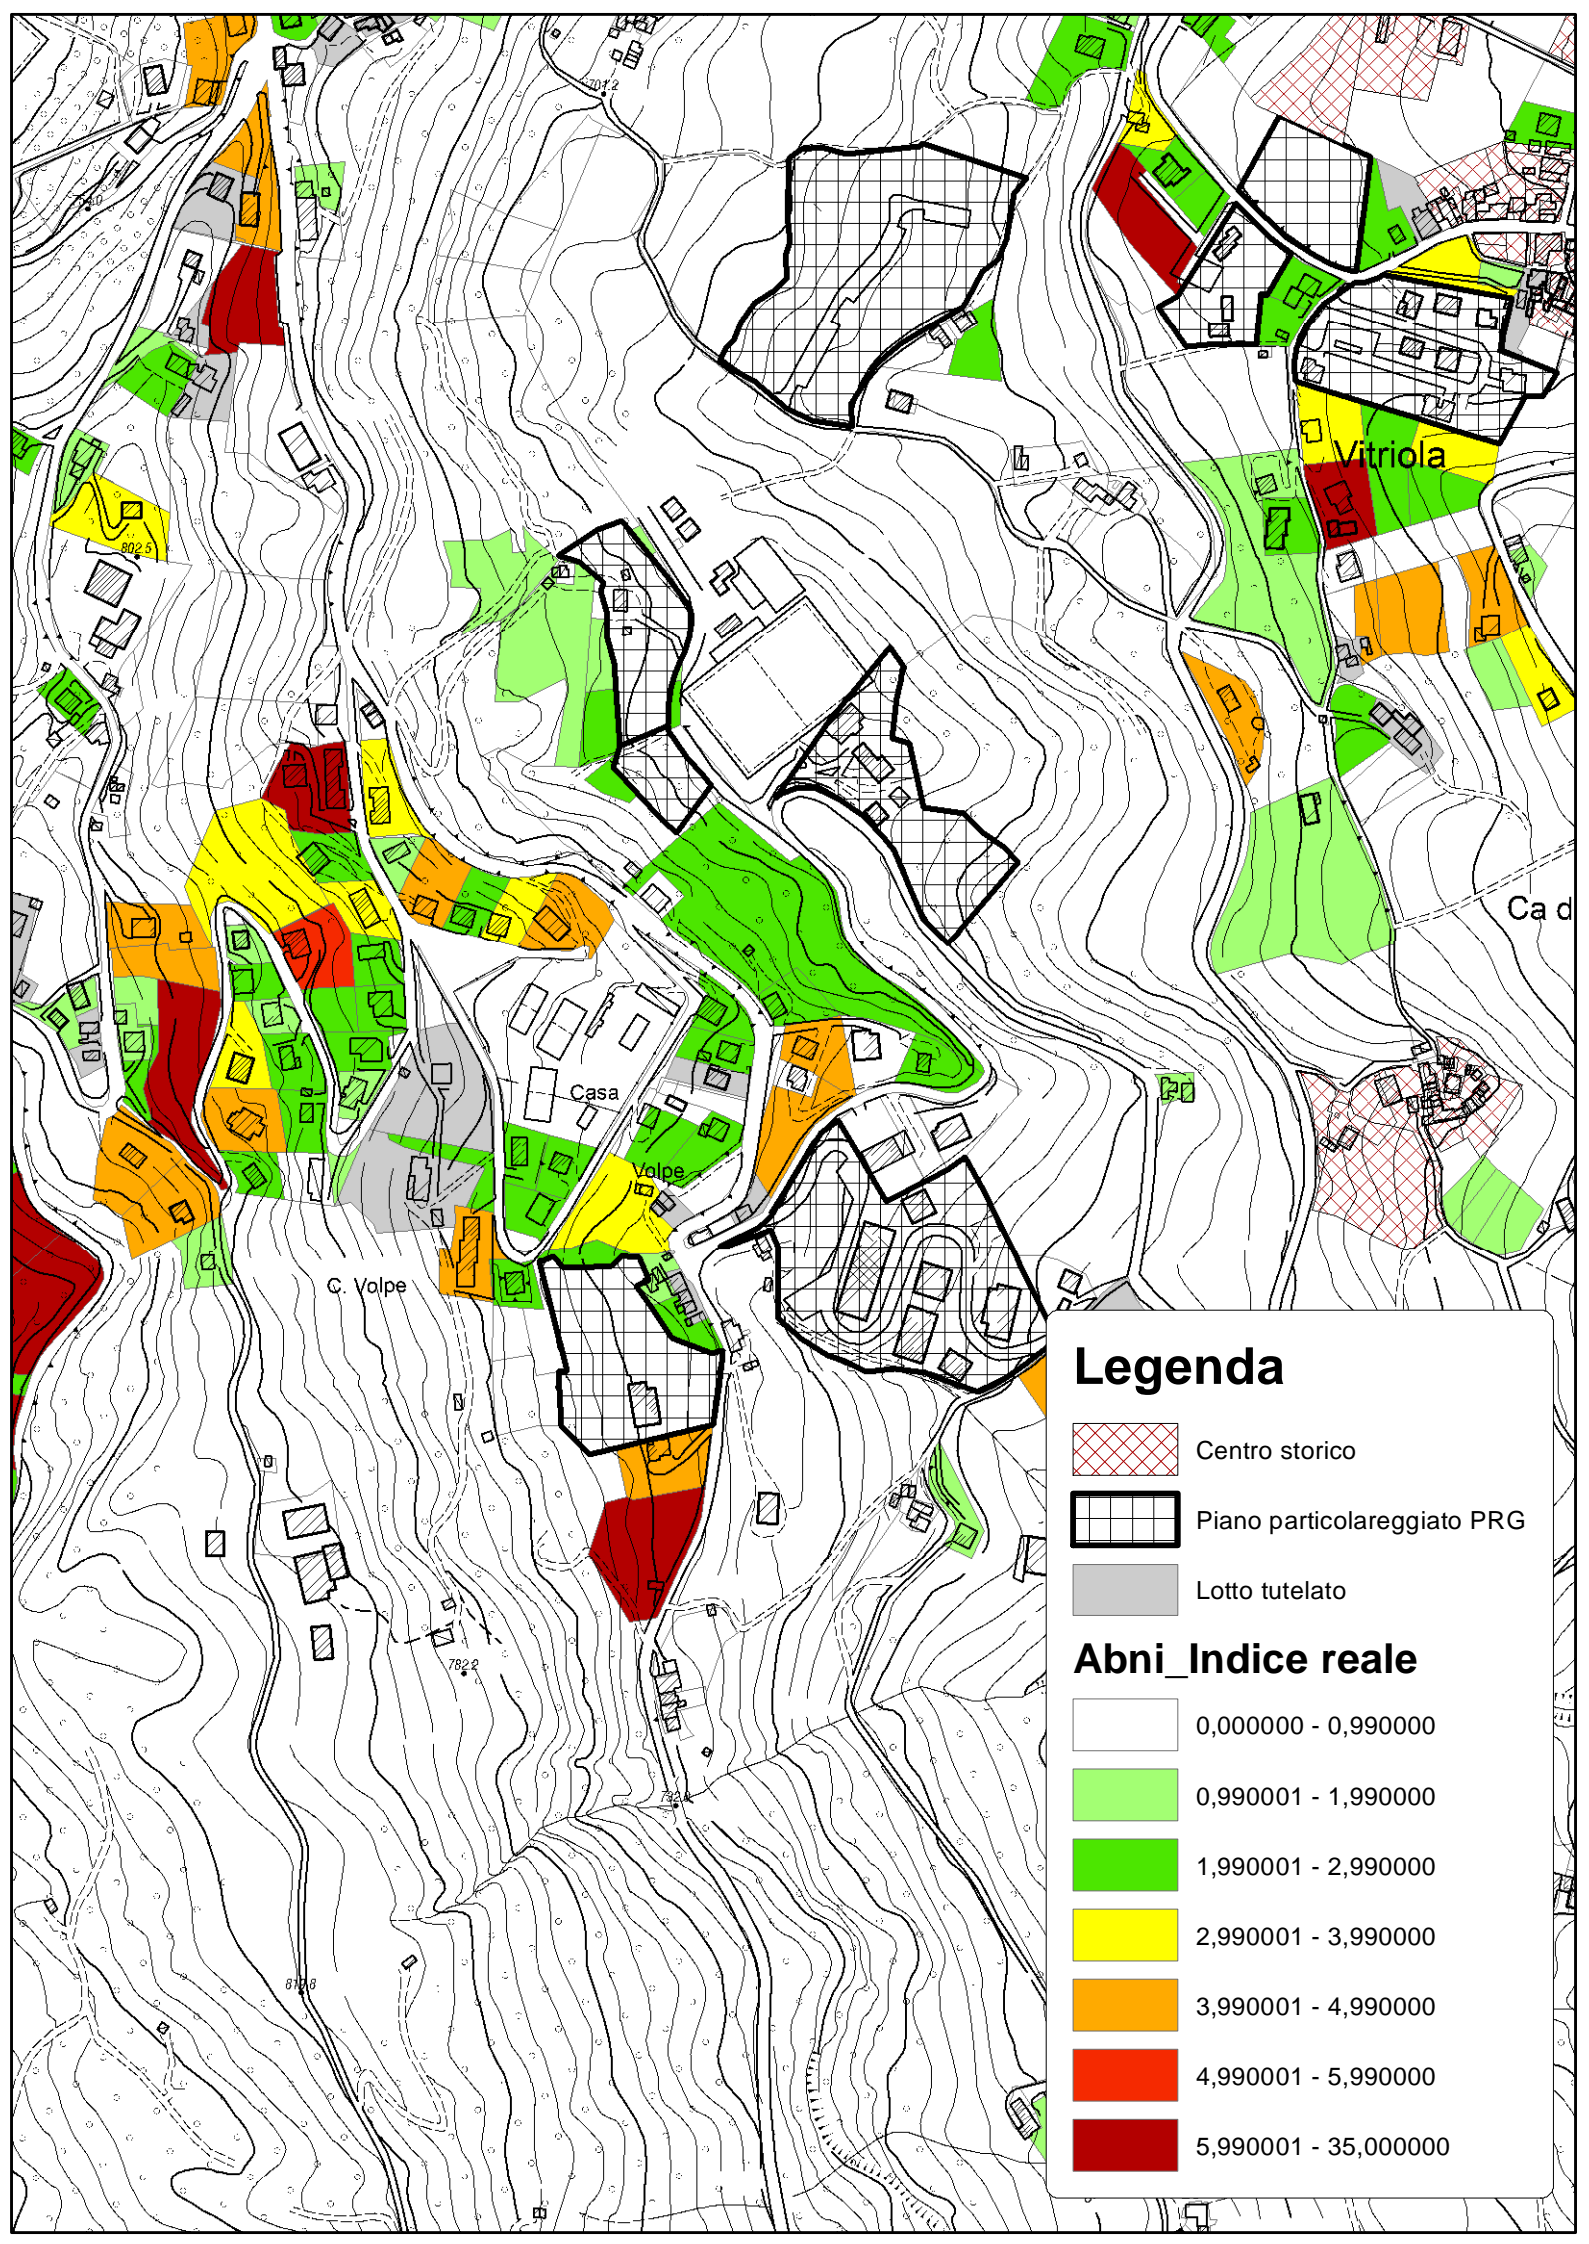 701.2
Vitriola
802.5
Ca d
Casa
Volpe
C. Volpe
782.2
Legenda
Centro storico
Piano particolareggiato PRG
Lotto tutelato
Abni_Indice reale
0,000000 - 0,990000
0,990001 - 1,990000
1,990001 - 2,990000
2,990001 - 3,990000
3,990001 - 4,990000
4,990001 - 5,990000
5,990001 - 35,000000